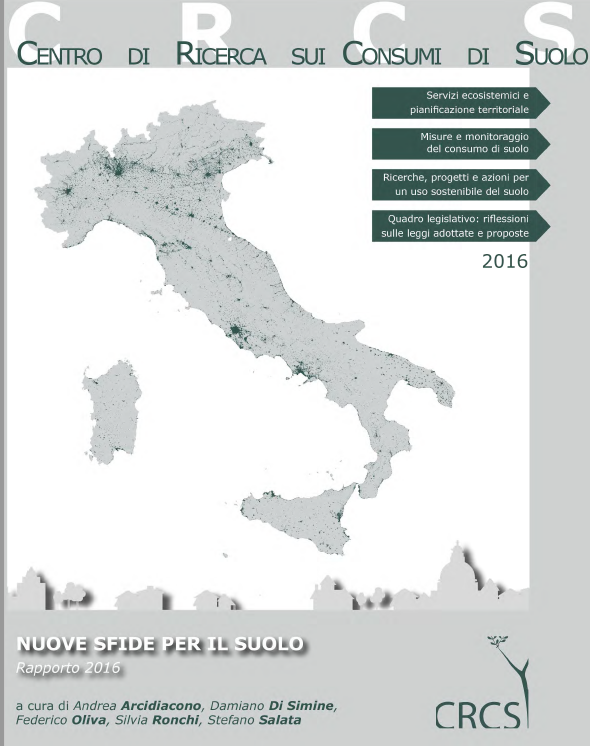 C R C S
CENTRO DI RICERCA SUI CONSUMI DI SUOLO
Servizi ecosistemici e
pianificazione territoriale
Misure e monitoraggio
del consumo di suolo
Ricerche, progetti e azioni per
un uso sostenibile del suolo
Quadro legislativo: riflessioni
sulle leggi adottate e proposte
2016
NUOVE SFIDE PER IL SUOLO
Rapporto 2016
a cura di Andrea Arcidiacono, Damiano Di Simine,
Federico Oliva, Silvia Ronchi, Stefano Salata
CRCS